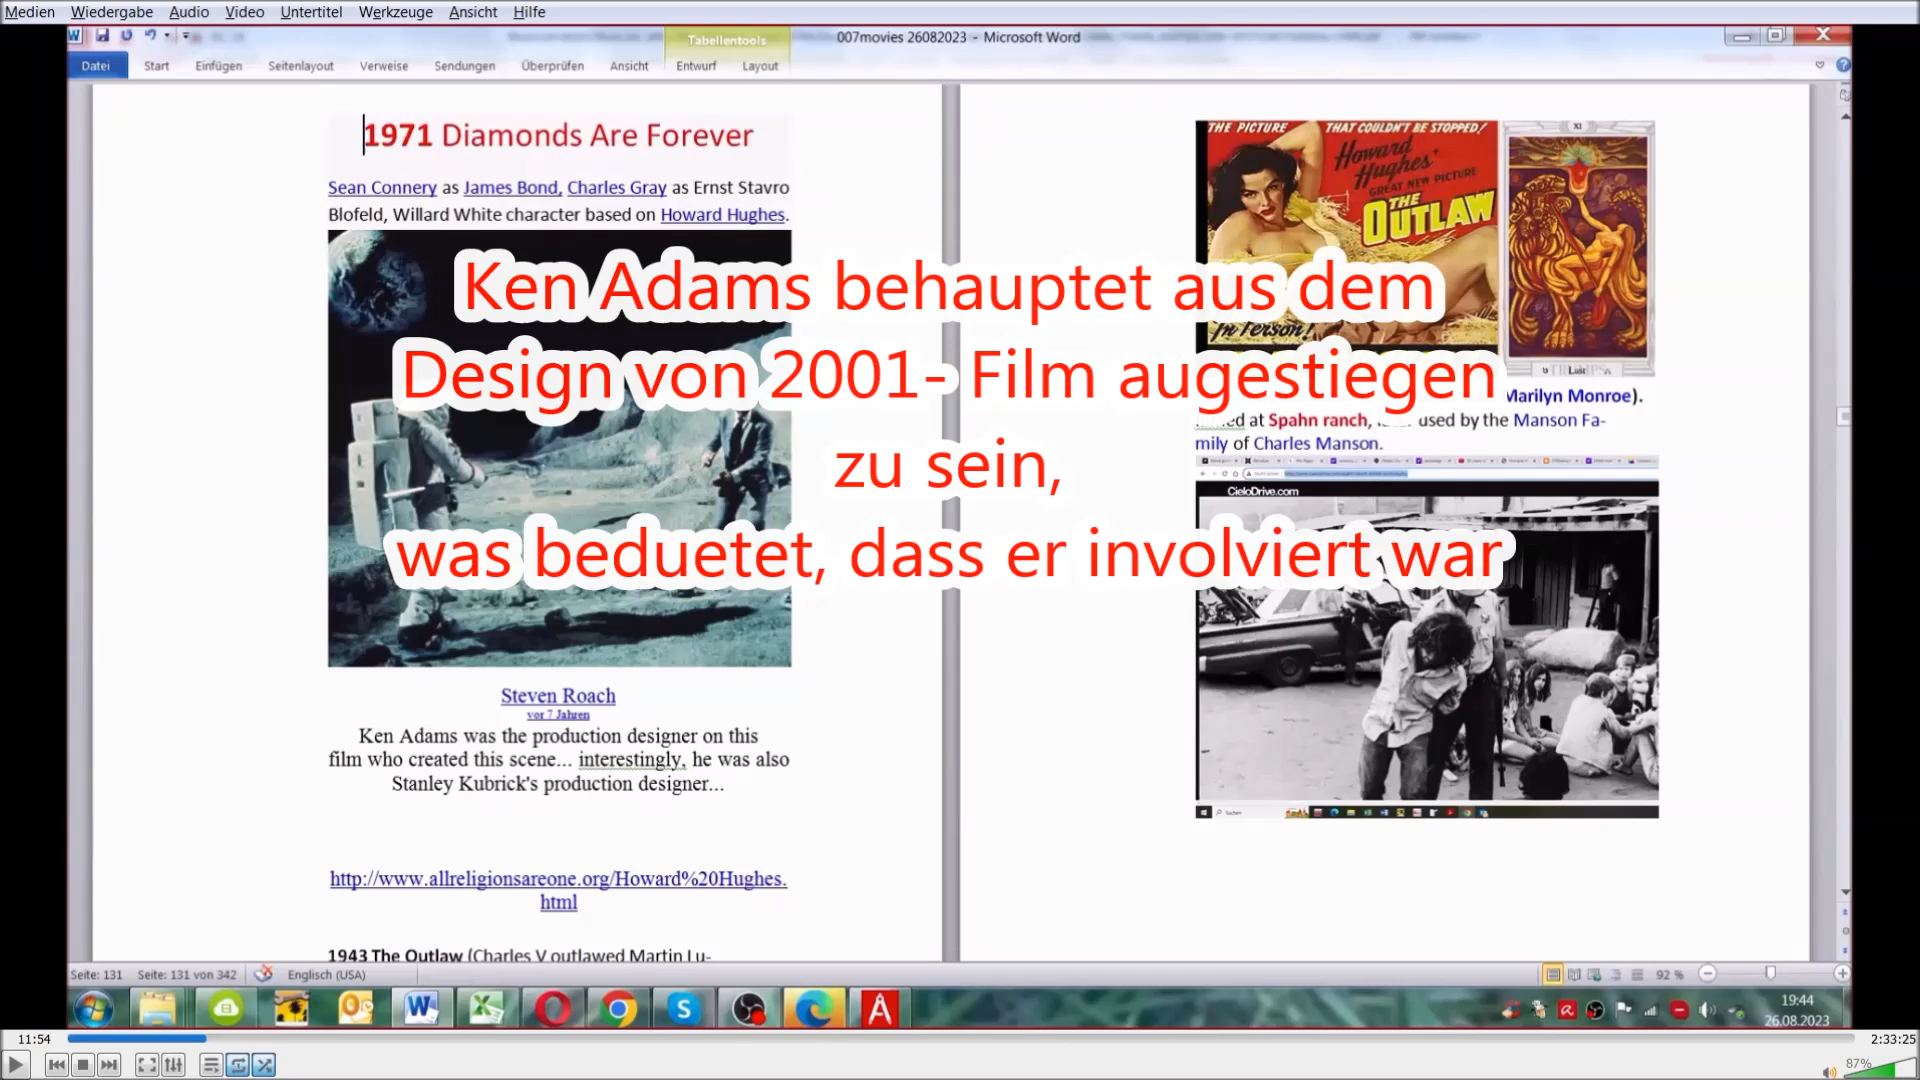 Medien Wiedergabe Audio Video Untertitel Werkzeuge Ansicht Hilfe
007movies 26082023 - Microsoft Word
Tabellentools
Datei Start Einfügen Seitenlayout Verweise Sendungen Überprüfen Ansicht Entwurf Layout
1971 Diamonds Are Forever
Sean Connery as James Bond, Charles Gray as Ernst Stavro
Blofeld, Willard White character based on Howard Hughes.
THE PICTURE THAT COULDN'T BE STOPPED!
Howard
Hughes'
GREAT NEW PICTURE
THE
OUTLAW
In Person!
XI
Lust
Ken Adams behauptet aus dem
Design von 2001- Film augestiegen
zu sein,
was beduetet, dass er involviert war
Marilyn Monroe).
at Spahn ranch, used by the Manson Fa-
mily of Charles Manson.
CieloDrive.com
Steven Roach
vor 7 Jahren
Ken Adams was the production designer on this
film who created this scene... interestingly, he was also
Stanley Kubrick's production designer...
http://www.allreligionsareone.org/Howard%20Hughes.
html
1943 The Outlaw (Charles V outlawed Martin Lu-
Seite: 131 Seite: 131 von 342 Englisch (USA)
92 %
19:44
26.08.2023
11:54
2:33:25
87%